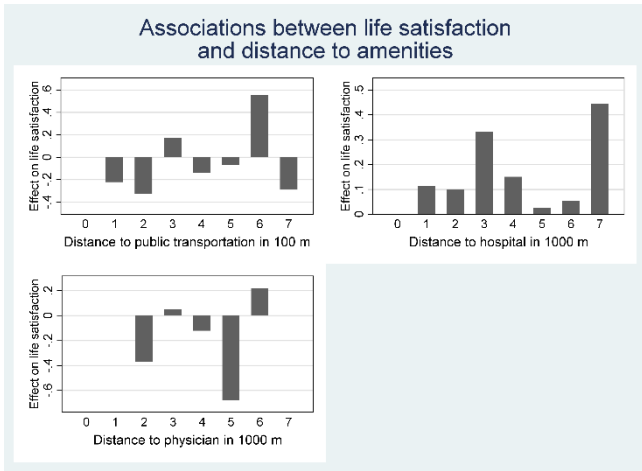 Associations between life satisfaction
and distance to amenities
Effect on life satisfaction
-.4 -.2 0 .2 .4 .6
0 1 2 3 4 5 6 7
Distance to public transportation in 100 m
Effect on life satisfaction
0 .1 .2 .3 .4 .5
0 1 2 3 4 5 6 7
Distance to hospital in 1000 m
Effect on life satisfaction
-.6 -.4 -.2 0 .2
0 1 2 3 4 5 6 7
Distance to physician in 1000 m